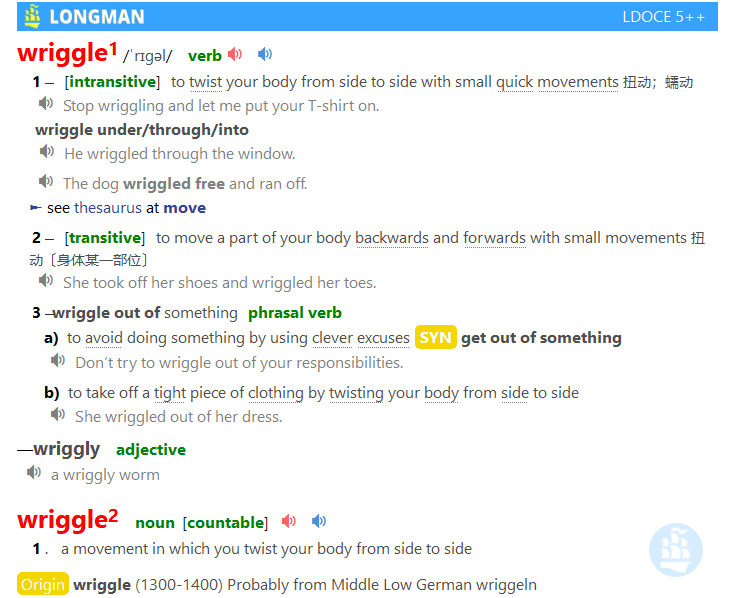 LONGMAN LDOCE 5++
wriggle1 /ˈrɪɡəl/ verb
1 – [intransitive] to twist your body from side to side with small quick movements 扭动；蠕动
Stop wriggling and let me put your T-shirt on.
wriggle under/through/into
He wriggled through the window.
The dog wriggled free and ran off.
➸ see thesaurus at move
2 – [transitive] to move a part of your body backwards and forwards with small movements 扭
动〔身体某一部位〕
She took off her shoes and wriggled her toes.
3 –wriggle out of something phrasal verb
a) to avoid doing something by using clever excuses SYN get out of something
Don’t try to wriggle out of your responsibilities.
b) to take off a tight piece of clothing by twisting your body from side to side
She wriggled out of her dress.
—wriggly adjective
a wriggly worm
wriggle2 noun [countable]
1 . a movement in which you twist your body from side to side
Origin wriggle (1300-1400) Probably from Middle Low German wriggeln